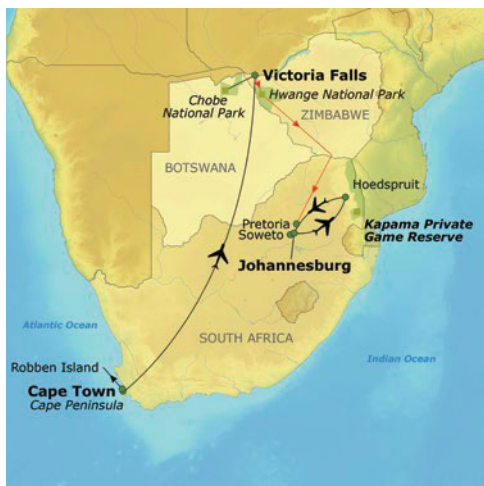 Victoria Falls
Chobe
National Park
Hwange National Park
ZIMBABWE
BOTSWANA
Hoedspruit
Pretoria
Soweto
Kapama Private
Game Reserve
Johannesburg
Atlantic Ocean
SOUTH AFRICA
Indian Ocean
Robben Island
Cape Town
Cape Peninsula